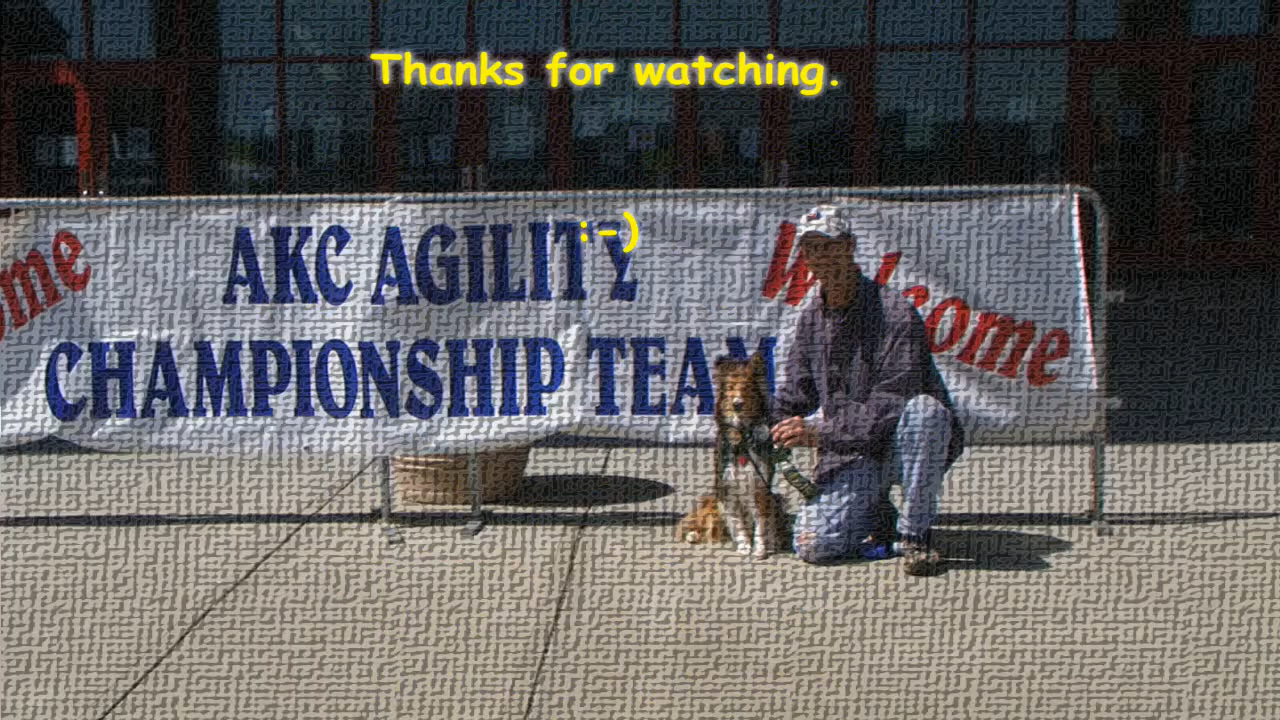 Thanks for watching.
:-)
ome
AKC AGILITY
Welcome
CHAMPIONSHIP TEAM